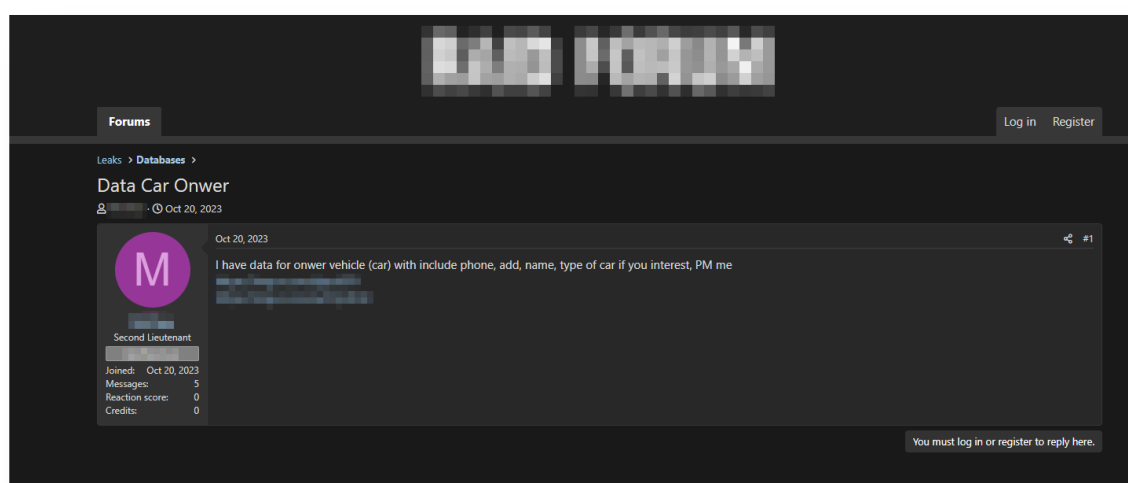 Forums
Log in Register
Leaks > Databases >
Data Car Onwer
· Oct 20, 2023
Oct 20, 2023 #1
M
I have data for onwer vehicle (car) with include phone, add, name, type of car if you interest, PM me
Second Lieutenant
Joined: Oct 20, 2023
Messages: 5
Reaction score: 0
Credits: 0
You must log in or register to reply here.